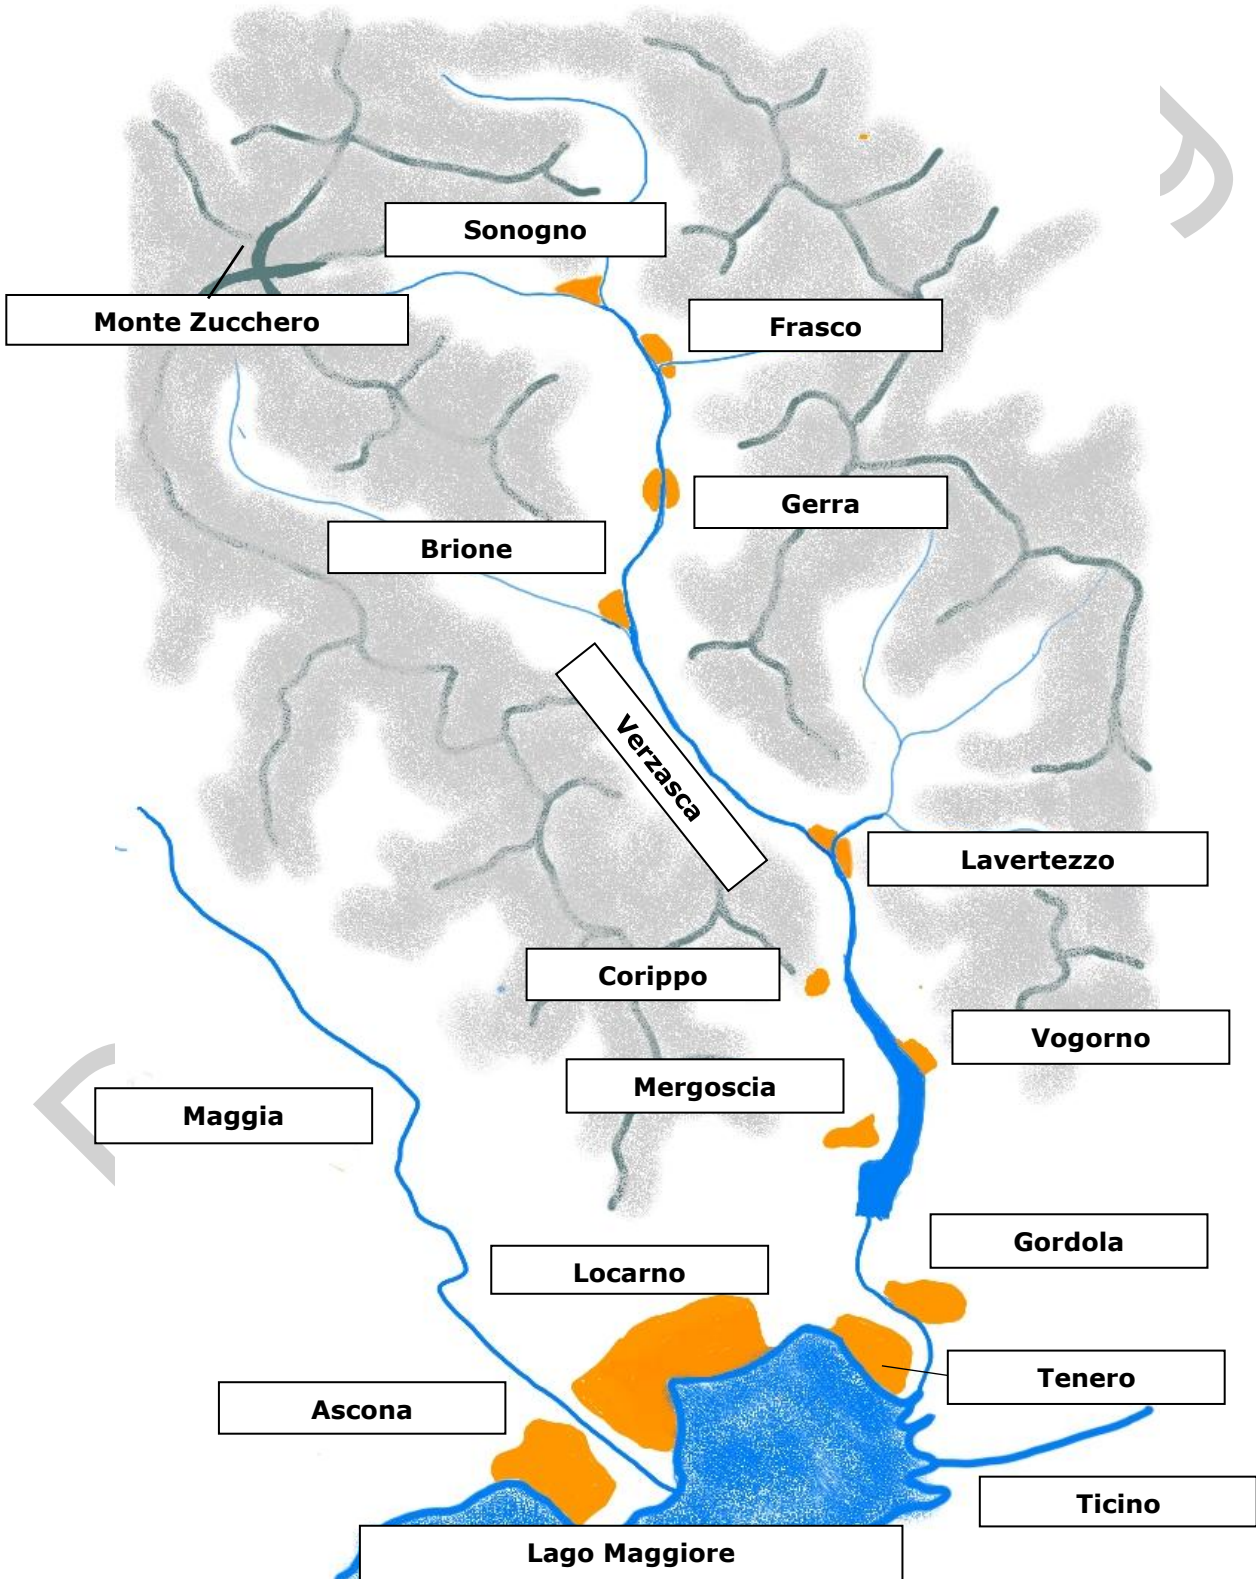 Sonogno
Monte Zucchero
Frasco
Gerra
Brione
Verzasca
Lavertezzo
Corippo
Vogorno
Mergoscia
Maggia
Gordola
Locarno
Tenero
Ascona
Ticino
Lago Maggiore